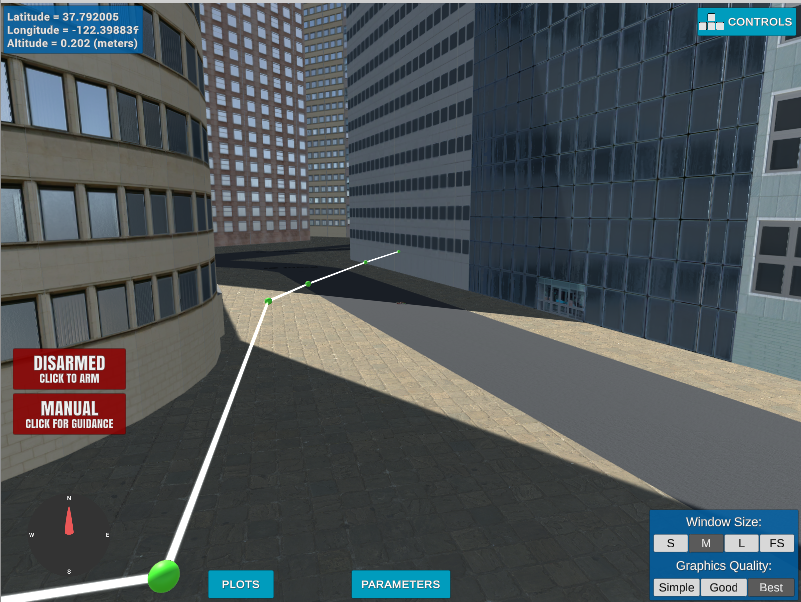 Latitude = 37.792005
Longitude = -122.39883f
Altitude = 0.202 (meters)
CONTROLS
DISARMED
CLICK TO ARM
MANUAL
CLICK FOR GUIDANCE
N
W
E
S
PLOTS
PARAMETERS
Window Size:
S M L FS
Graphics Quality:
Simple Good Best